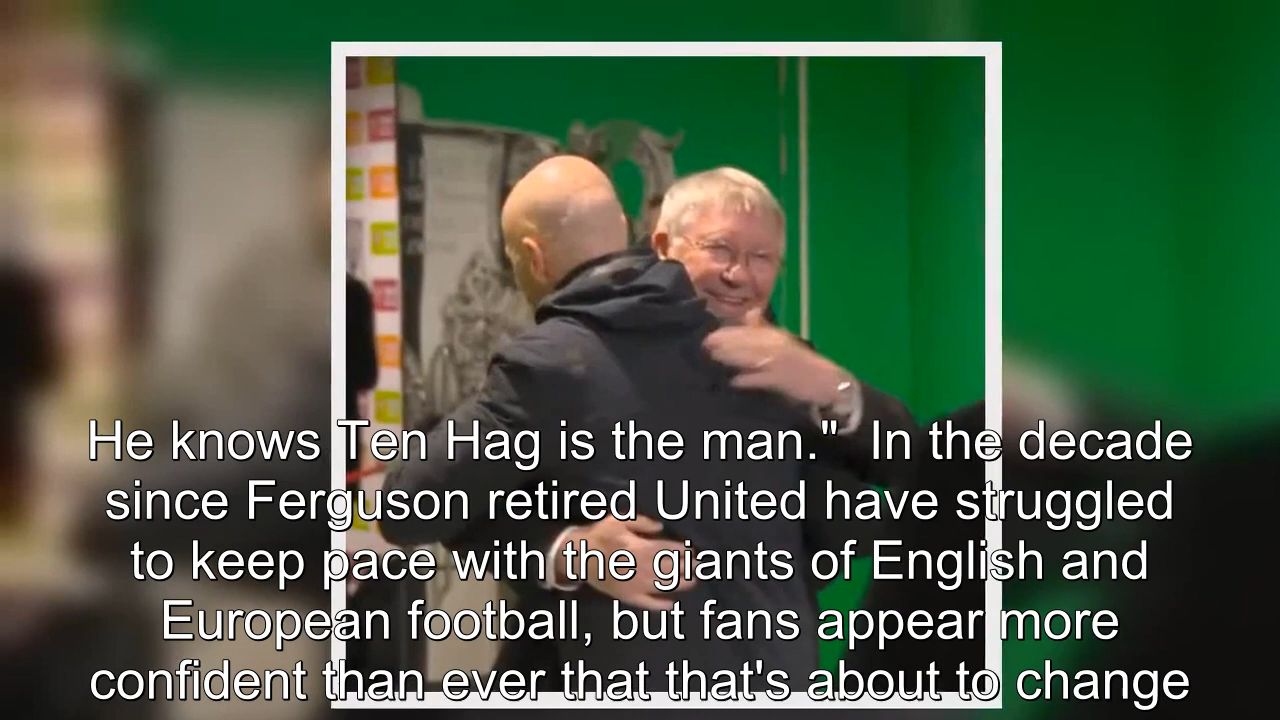 He knows Ten Hag is the man."  In the decade
since Ferguson retired United have struggled
to keep pace with the giants of English and
European football, but fans appear more
confident than ever that that's about to change